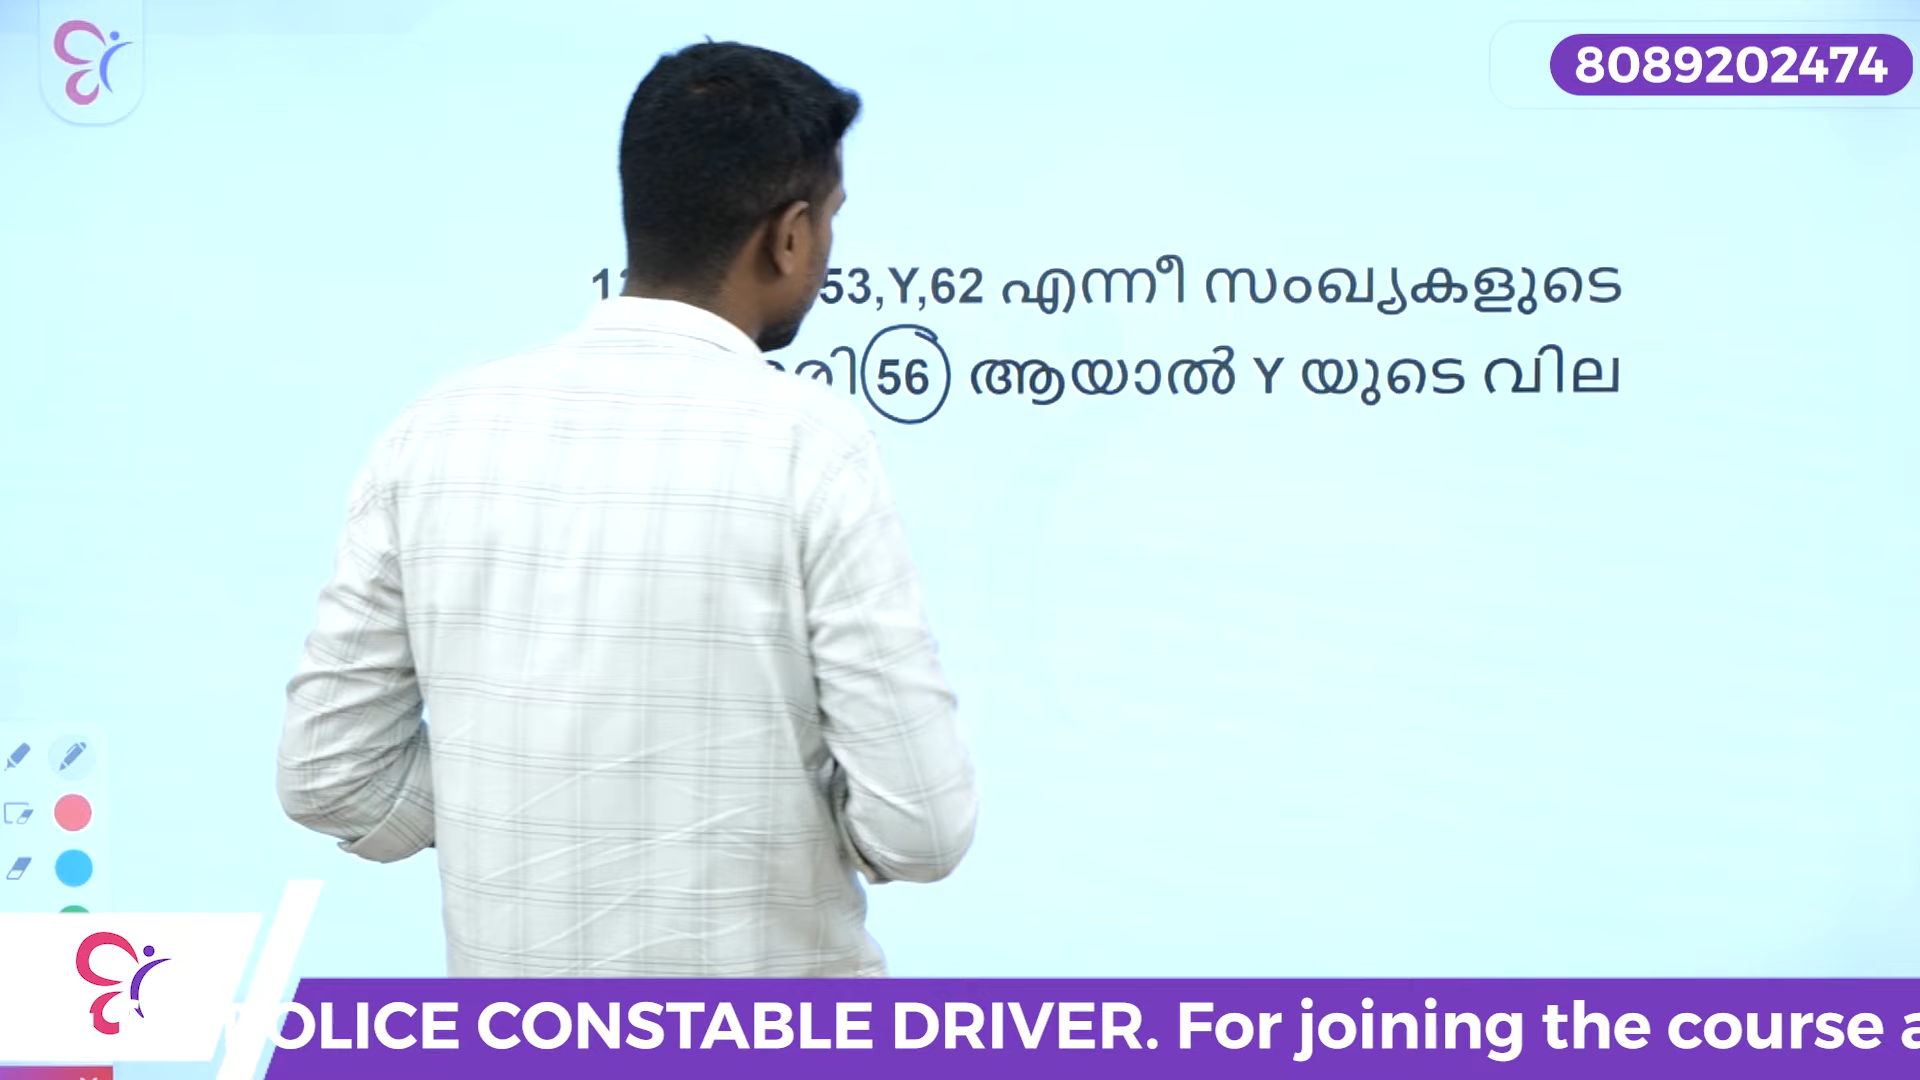 8089202474
53,Y,62 എന്നീ സംഖ്യകളുടെ
56 ആയാൽ Y യുടെ വില
OLICE CONSTABLE DRIVER. For joining the course a